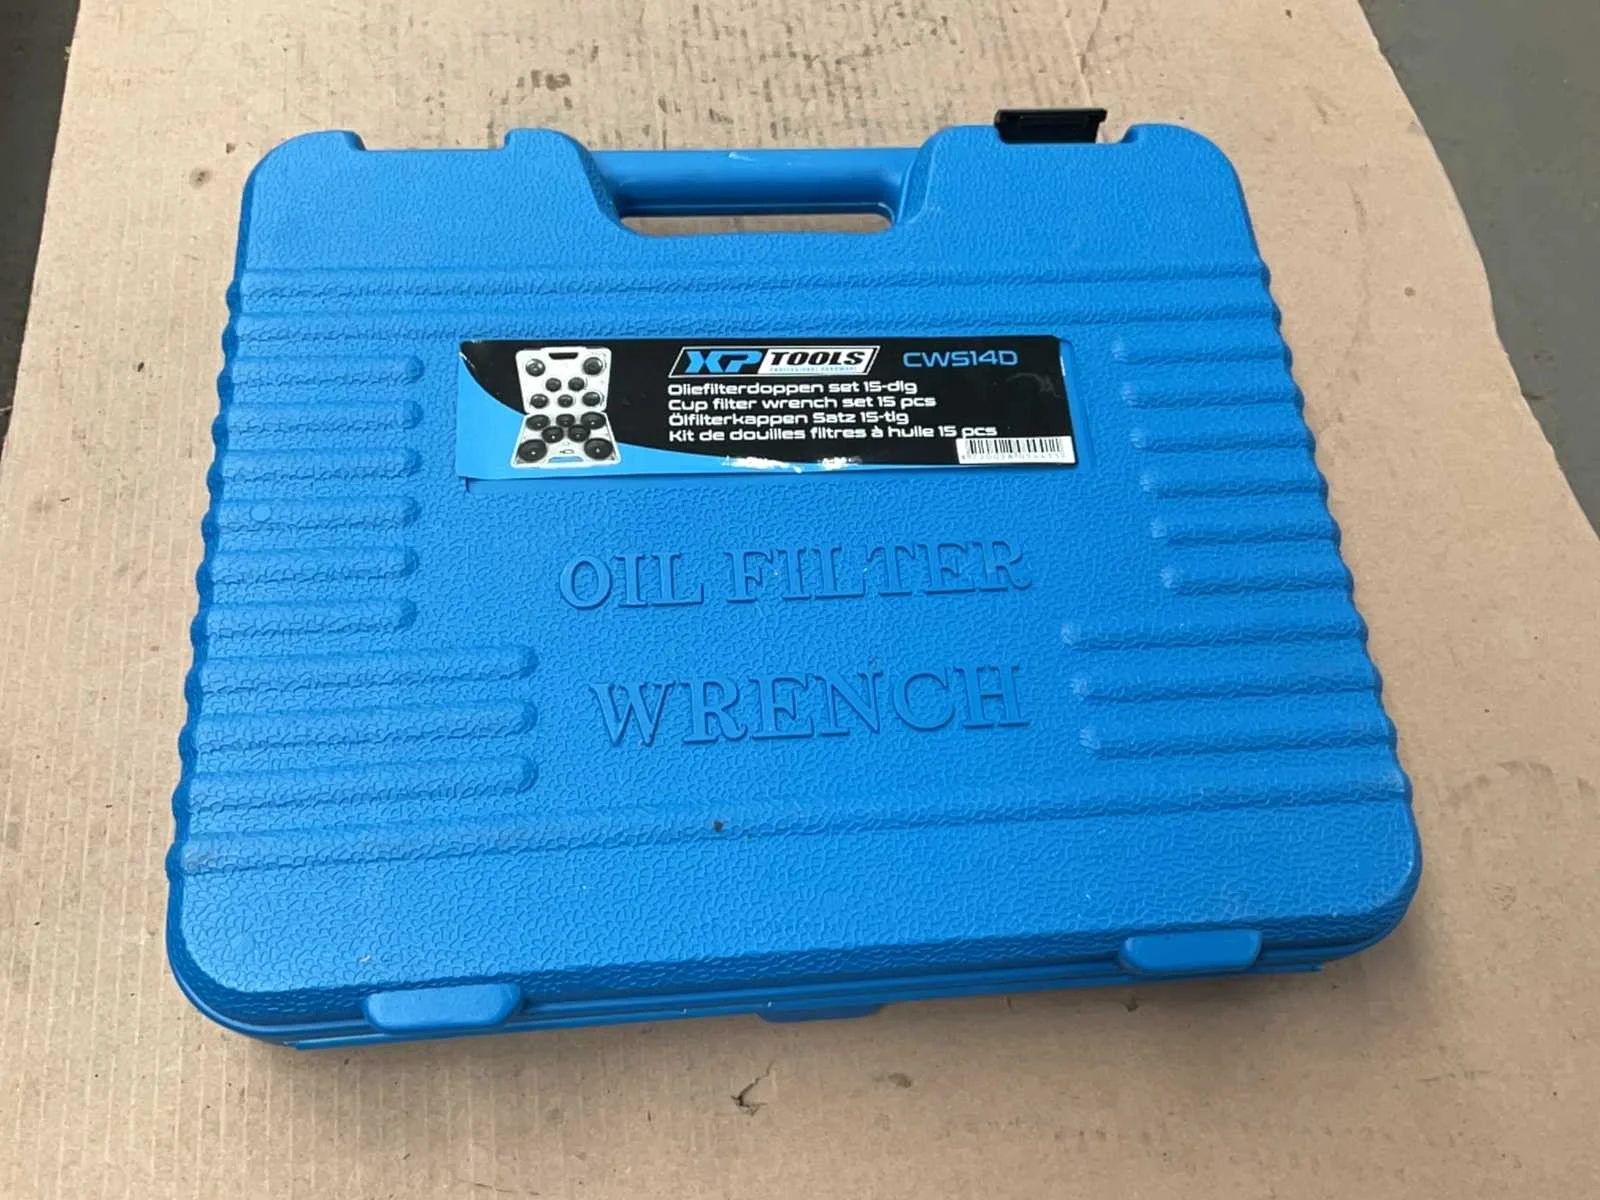 XP TOOLS CWS14D
PROFESSIONAL HARDWARE
Oliefilterdoppen set 15-dlg
Cup filter wrench set 15 pcs
Ölfilterkappen Satz 15-tlg
Kit de douilles filtres à huile 15 pcs
OIL FILTER
WRENCH